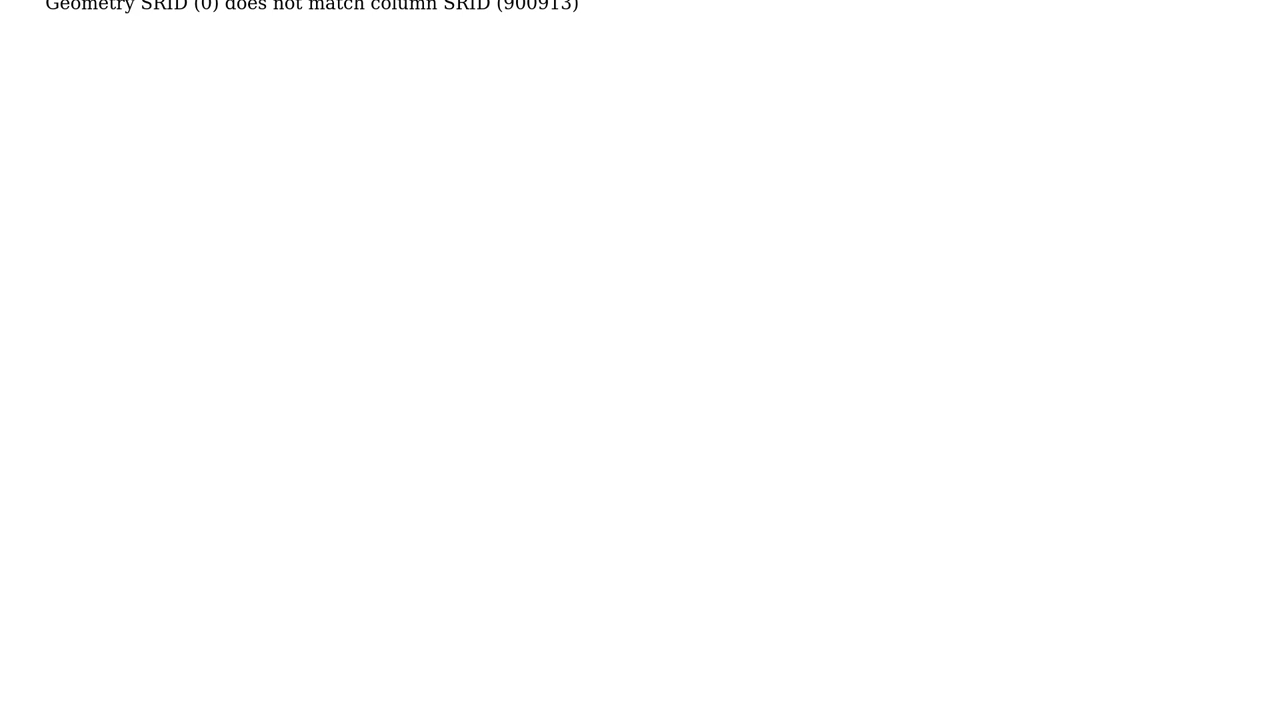 Geometry SRID (0) does not match column SRID (900913)